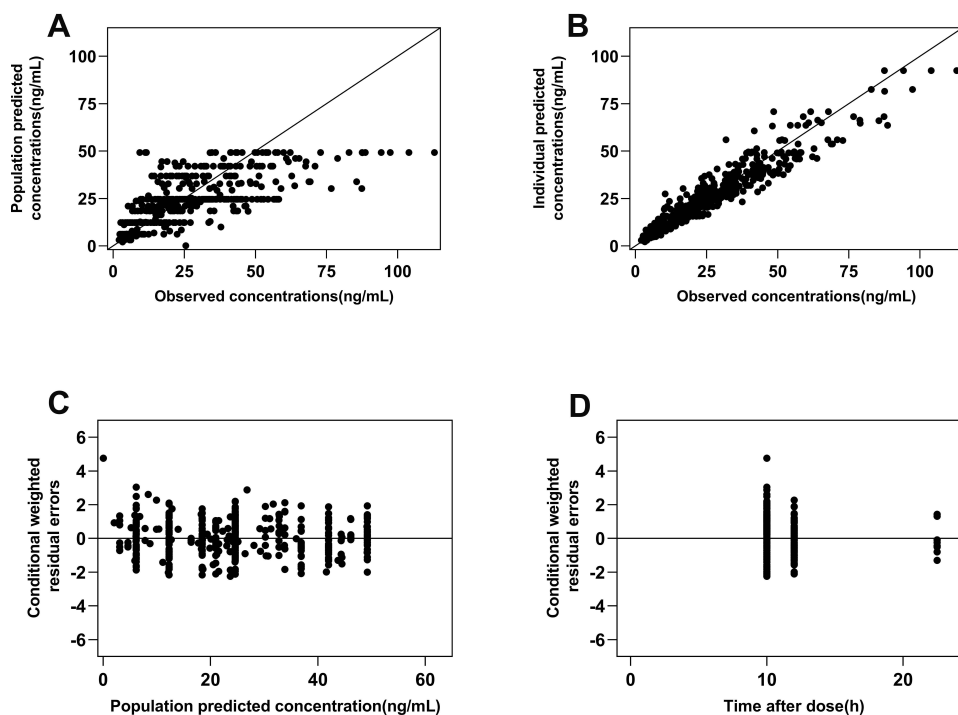 A
B
Population predicted
concentrations(ng/mL)
100
75
50
25
0
0 25 50 75 100
Observed concentrations(ng/mL)
Individual predicted
concentrations(ng/mL)
100
75
50
25
0
0 25 50 75 100
Observed concentrations(ng/mL)
C
D
Conditional weighted
residual errors
6
4
2
0
-2
-4
-6
0 20 40 60
Population predicted concentration(ng/mL)
Conditional weighted
residual errors
6
4
2
0
-2
-4
-6
0 10 20
Time after dose(h)